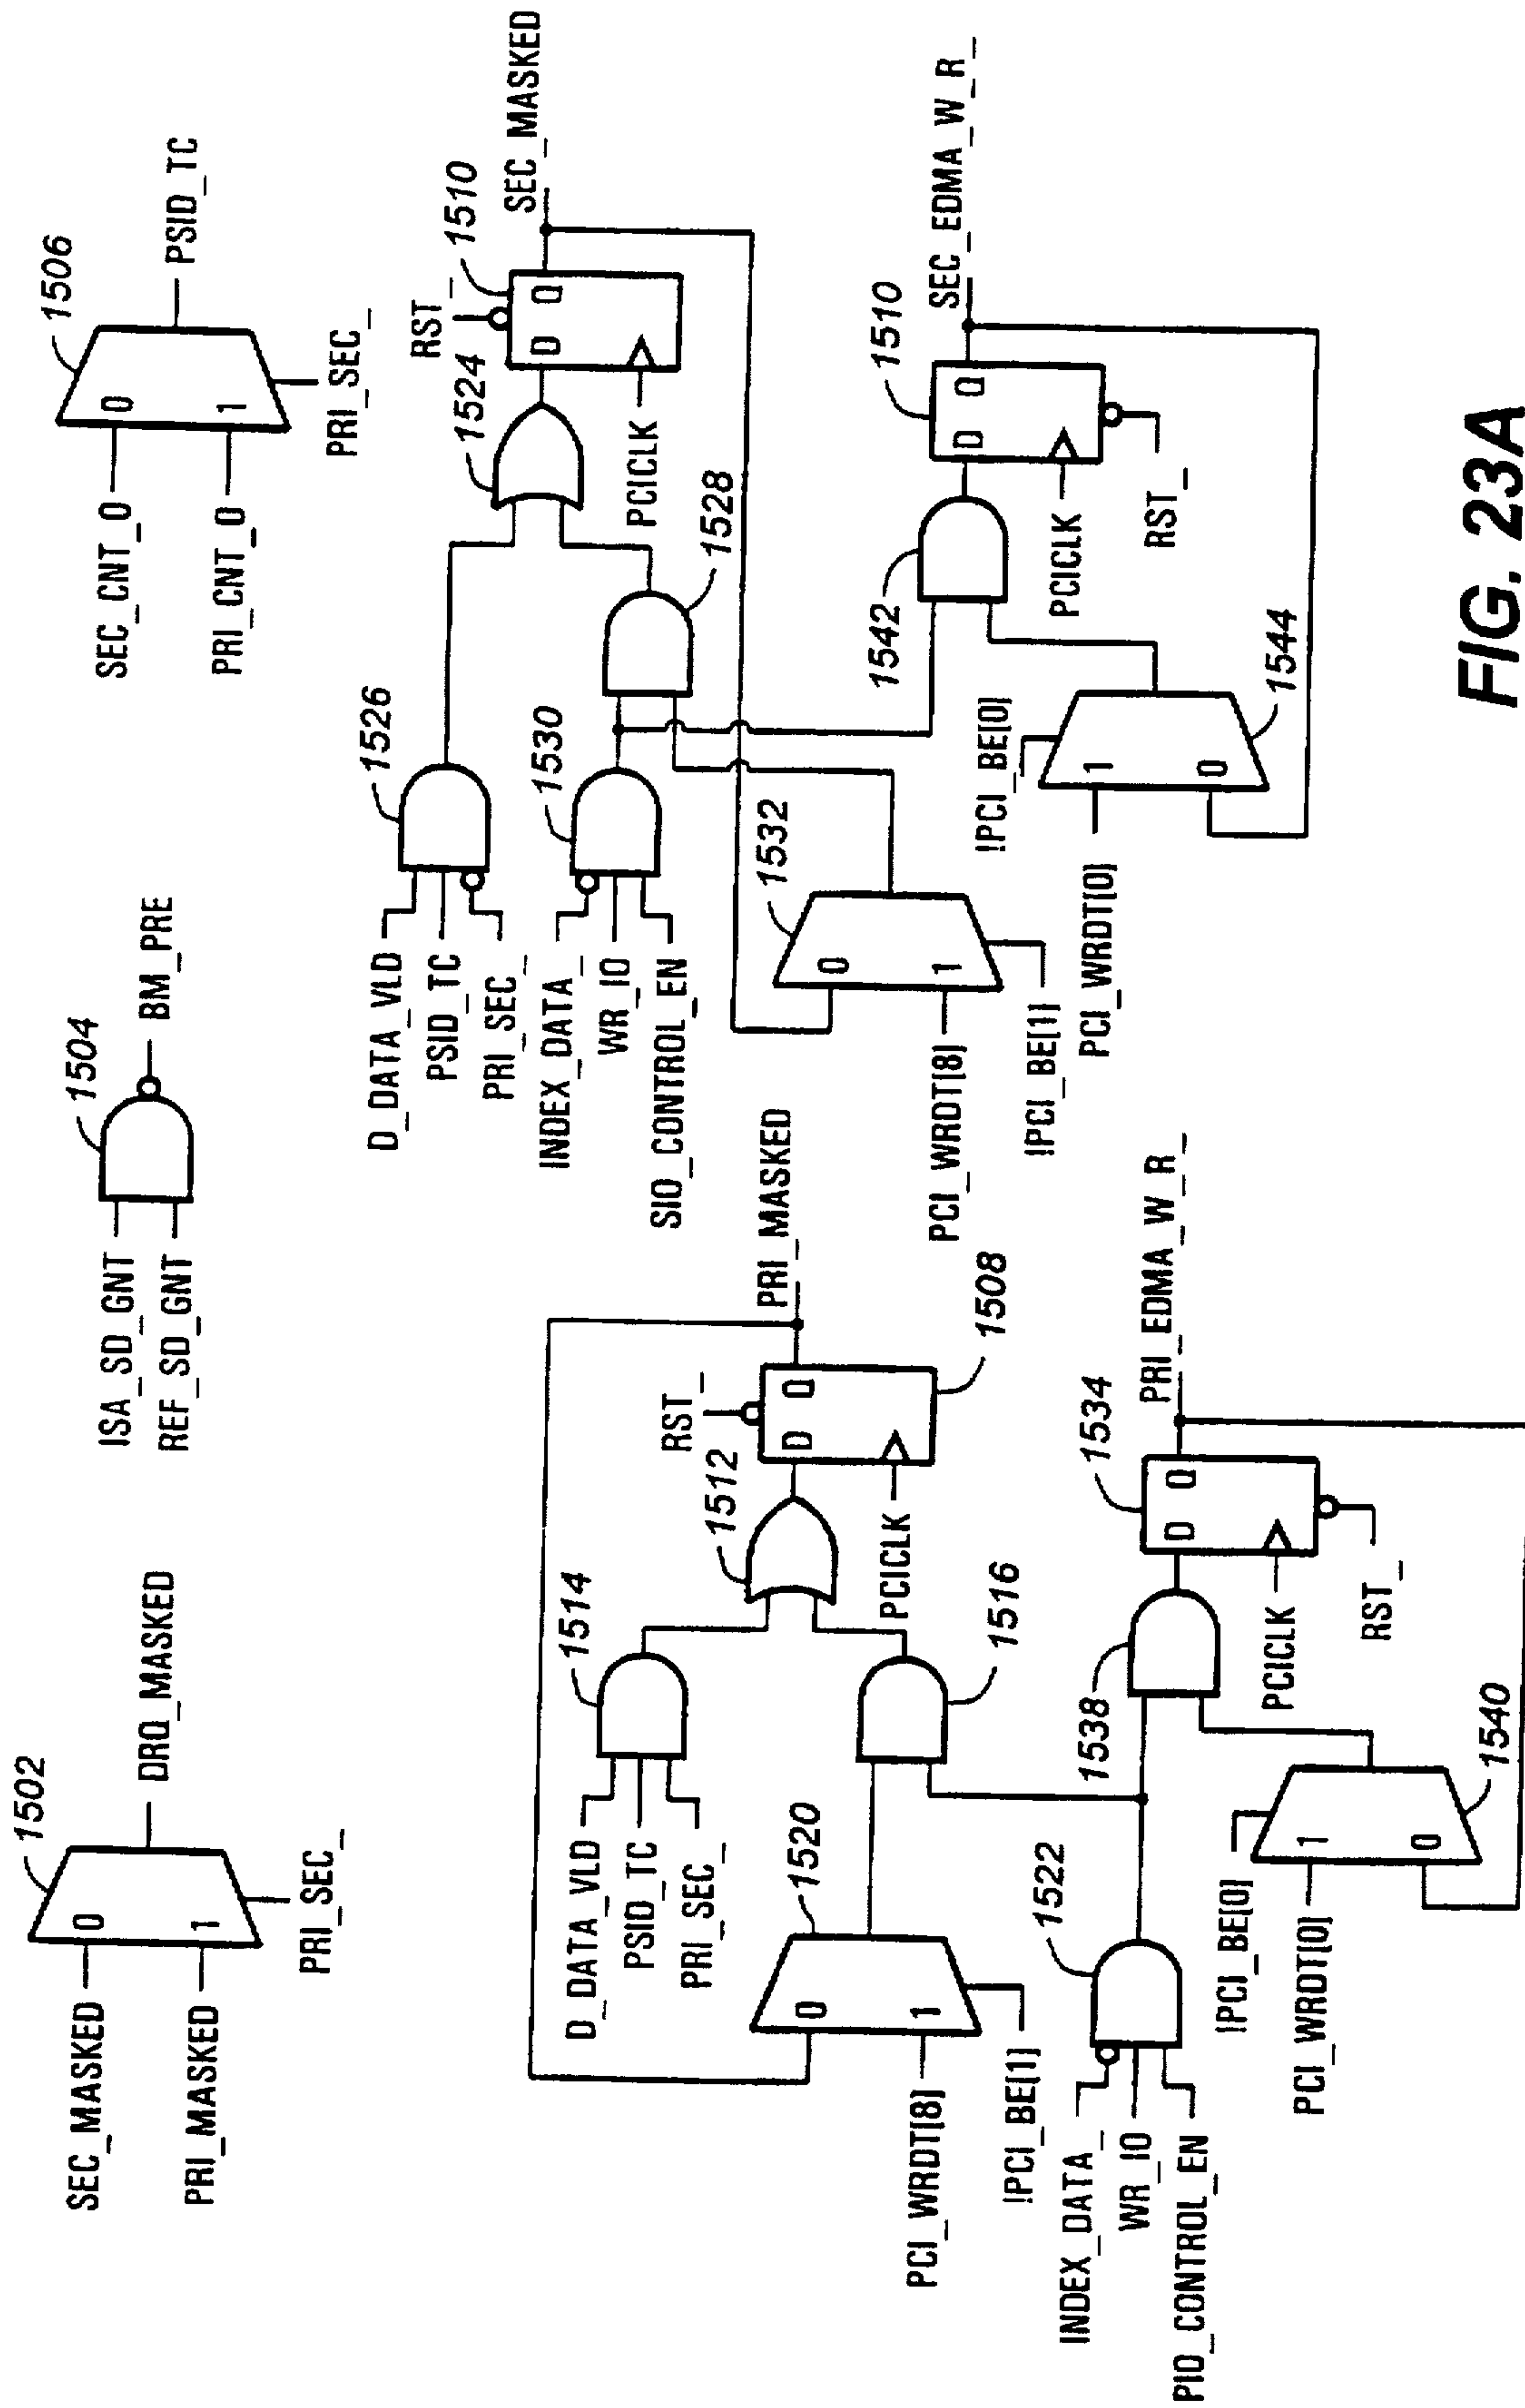 1502
SEC_MASKED
0
DRQ_MASKED
PRI_MASKED
1
PRI_SEC_
1504
ISA_SD_GNT
BM_PRE
REF_SD_GNT
1506
SEC_CNT_0
0
PSID_TC
PRI_CNT_0
1
PRI_SEC_
1514
D_DATA_VLD
PSID_TC
PRI_SEC_
1512
RST_
PRI_MASKED
D
Q
1508
PCICLK
1520
0
1
PCI_WRDT[8]
!PCI_BE[1]
1516
1522
INDEX_DATA_
WR_IO
PIO_CONTROL_EN
1538
1534
PRI_EDMA_W_R_
D
Q
PCICLK
RST_
!PCI_BE[0]
PCI_WRDT[0]
1
0
1540
1526
D_DATA_VLD
PSID_TC
PRI_SEC_
1530
INDEX_DATA_
WR_IO
SIO_CONTROL_EN
1524
RST_
1510
SEC_MASKED
D
Q
PCICLK
1528
1532
0
1
PCI_WRDT[8]
!PCI_BE[1]
1542
1510
SEC_EDMA_W_R_
D
Q
PCICLK
RST_
!PCI_BE[0]
PCI_WRDT[0]
1
0
1544
FIG. 23A